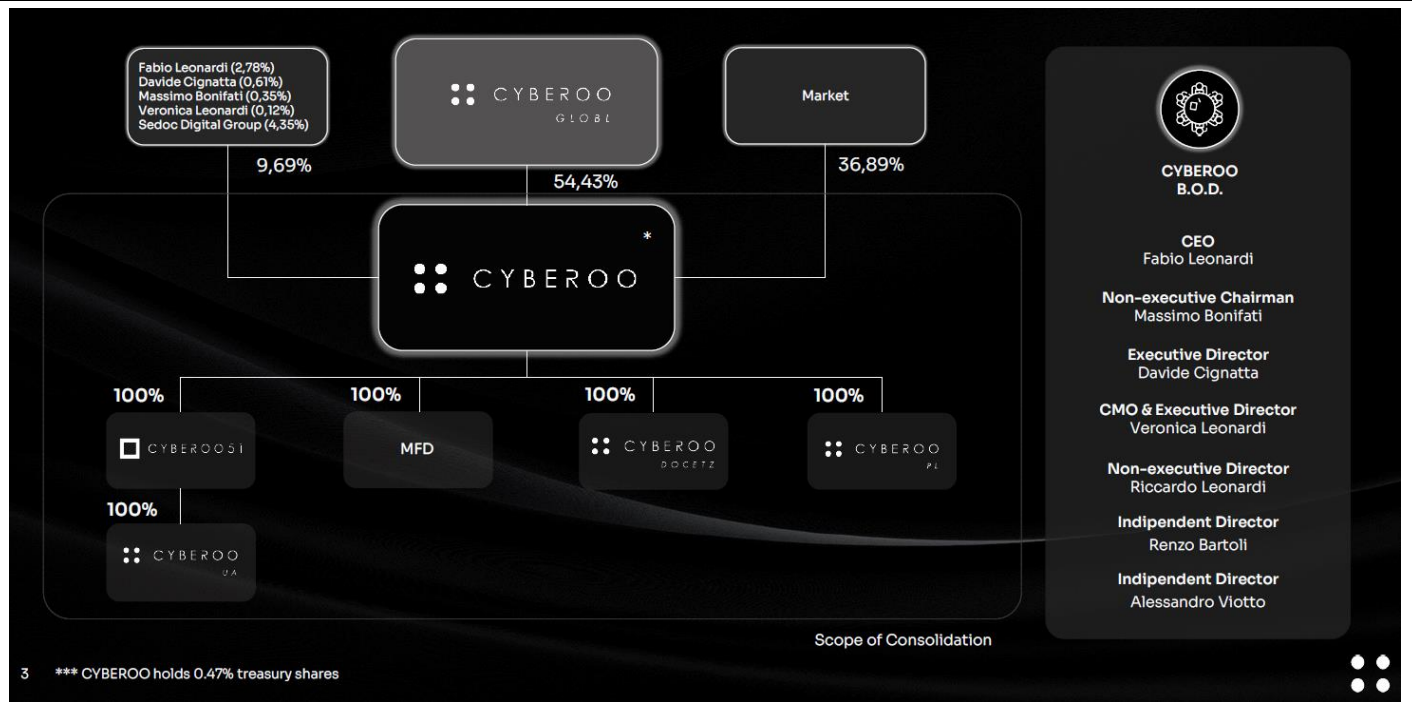 Fabio Leonardi (2,78%)
Davide Cignatta (0,61%)
Massimo Bonifati (0,35%)
Veronica Leonardi (0,12%)
Sedoc Digital Group (4,35%)
9,69%
CYBEROO
GLOBL
54,43%
Market
36,89%
*
CYBEROO
100%
CYBEROO51
100%
MFD
100%
CYBEROO
DOCETZ
100%
CYBEROO
PL
100%
CYBEROO
UA
Scope of Consolidation
CYBEROO
B.O.D.
CEO
Fabio Leonardi
Non-executive Chairman
Massimo Bonifati
Executive Director
Davide Cignatta
CMO & Executive Director
Veronica Leonardi
Non-executive Director
Riccardo Leonardi
Indipendent Director
Renzo Bartoli
Indipendent Director
Alessandro Viotto
3 *** CYBEROO holds 0.47% treasury shares